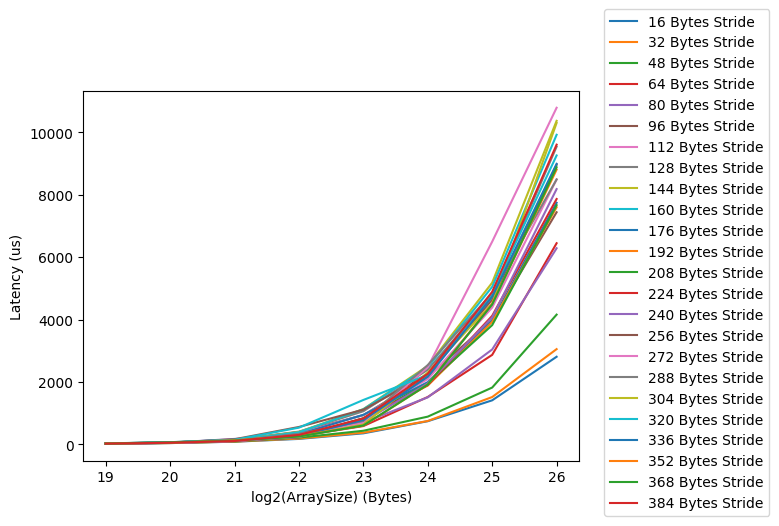 16 Bytes Stride
32 Bytes Stride
48 Bytes Stride
64 Bytes Stride
80 Bytes Stride
96 Bytes Stride
112 Bytes Stride
128 Bytes Stride
144 Bytes Stride
160 Bytes Stride
176 Bytes Stride
192 Bytes Stride
208 Bytes Stride
224 Bytes Stride
240 Bytes Stride
256 Bytes Stride
272 Bytes Stride
288 Bytes Stride
304 Bytes Stride
320 Bytes Stride
336 Bytes Stride
352 Bytes Stride
368 Bytes Stride
384 Bytes Stride
Latency (us)
10000
8000
6000
4000
2000
0
19 20 21 22 23 24 25 26
log2(ArraySize) (Bytes)